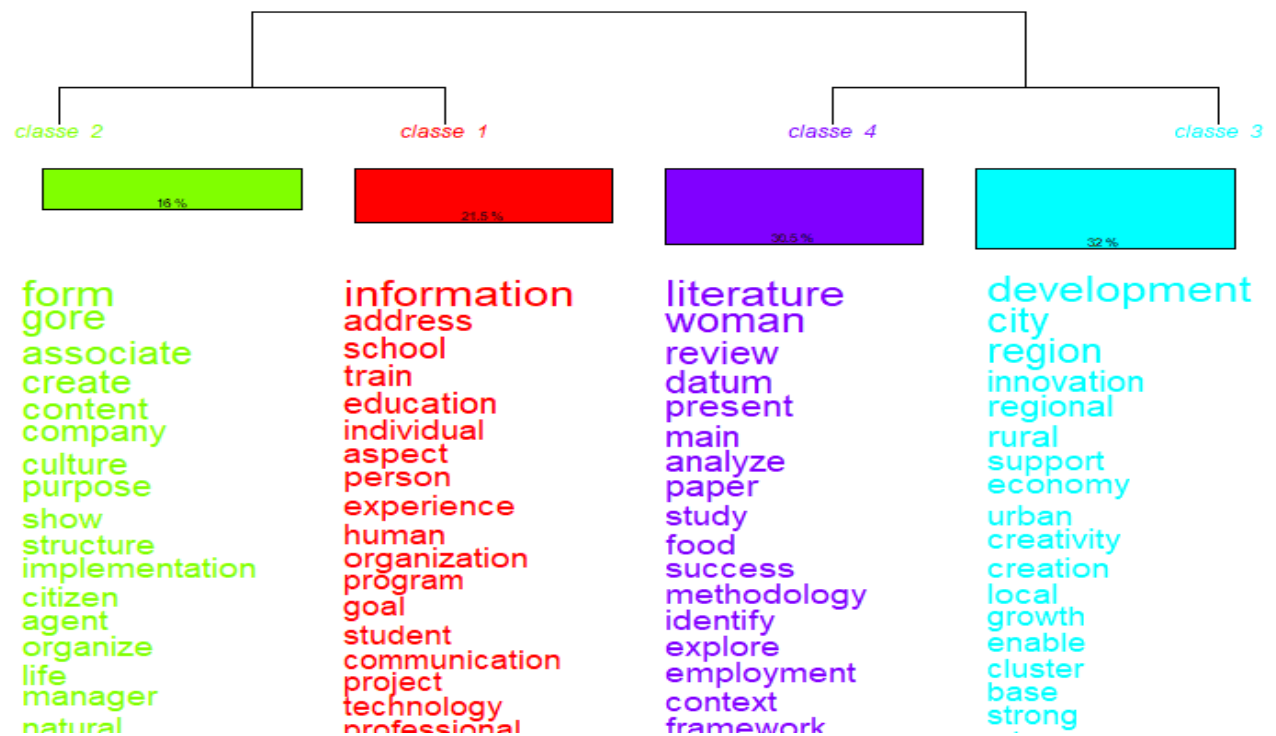 classe 2
classe 1
classe 4
classe 3
16 %
21.5 %
30.5 %
32 %
form
gore
associate
create
content
company
culture
purpose
show
structure
implementation
citizen
agent
organize
life
manager
natural
information
address
school
train
education
individual
aspect
person
experience
human
organization
program
goal
student
communication
project
technology
professional
literature
woman
review
datum
present
main
analyze
paper
study
food
success
methodology
identify
explore
employment
context
framework
development
city
region
innovation
regional
rural
support
economy
urban
creativity
creation
local
growth
enable
cluster
base
strong